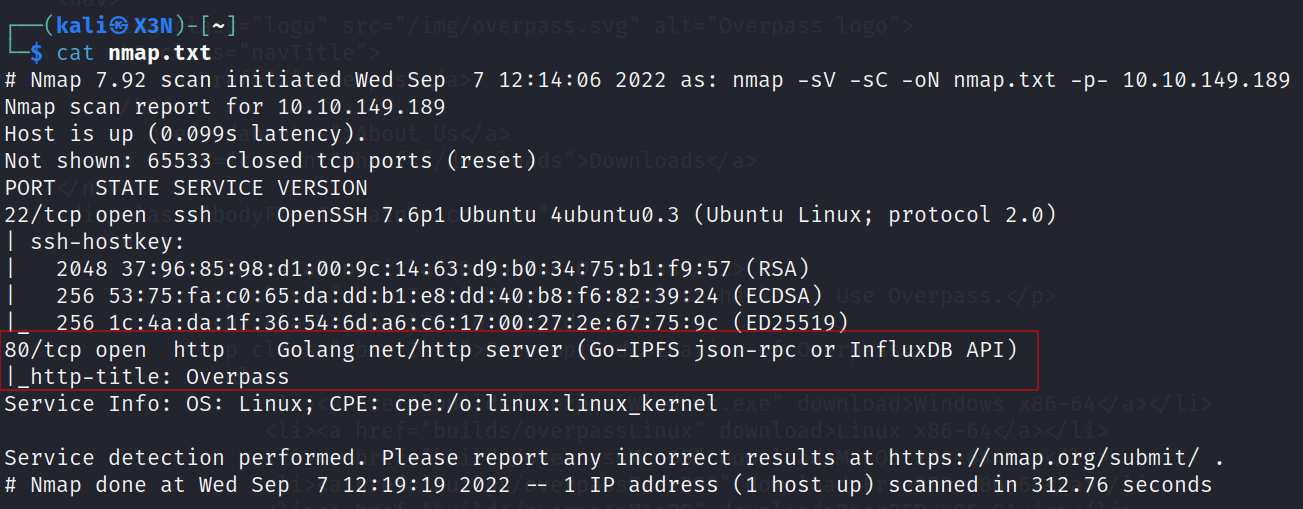 ┌──(kali㉿X3N)-[~]
└─$ cat nmap.txt
# Nmap 7.92 scan initiated Wed Sep  7 12:14:06 2022 as: nmap -sV -sC -oN nmap.txt -p- 10.10.149.189
Nmap scan report for 10.10.149.189
Host is up (0.099s latency).
Not shown: 65533 closed tcp ports (reset)
PORT   STATE SERVICE VERSION
22/tcp open  ssh     OpenSSH 7.6p1 Ubuntu 4ubuntu0.3 (Ubuntu Linux; protocol 2.0)
| ssh-hostkey:
|   2048 37:96:85:98:d1:00:9c:14:63:d9:b0:34:75:b1:f9:57 (RSA)
|   256 53:75:fa:c0:65:da:dd:b1:e8:dd:40:b8:f6:82:39:24 (ECDSA)
|_  256 1c:4a:da:1f:36:54:6d:a6:c6:17:00:27:2e:67:75:9c (ED25519)
80/tcp open  http    Golang net/http server (Go-IPFS json-rpc or InfluxDB API)
|_http-title: Overpass
Service Info: OS: Linux; CPE: cpe:/o:linux:linux_kernel
Service detection performed. Please report any incorrect results at https://nmap.org/submit/ .
# Nmap done at Wed Sep  7 12:19:19 2022 -- 1 IP address (1 host up) scanned in 312.76 seconds